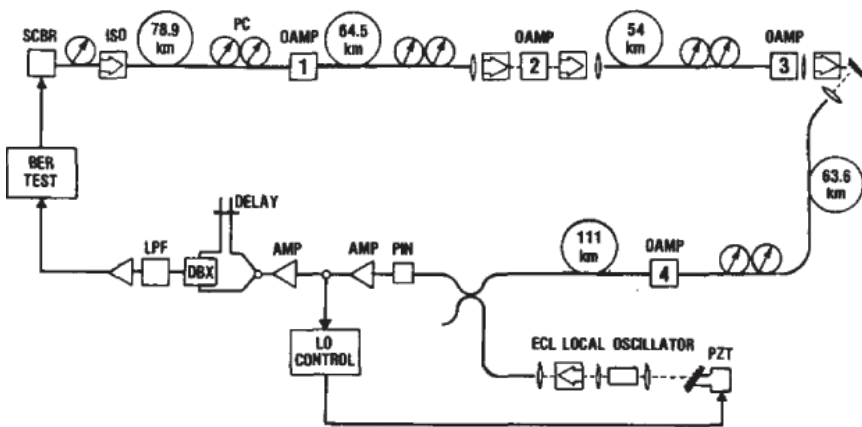 SCBR
ISO
78.9
km
PC
OAMP
1
64.5
km
OAMP
2
54
km
OAMP
3
63.6
km
BER
TEST
LPF
DBX
DELAY
AMP
AMP
PIN
111
km
OAMP
4
LO
CONTROL
ECL LOCAL OSCILLATOR
PZT